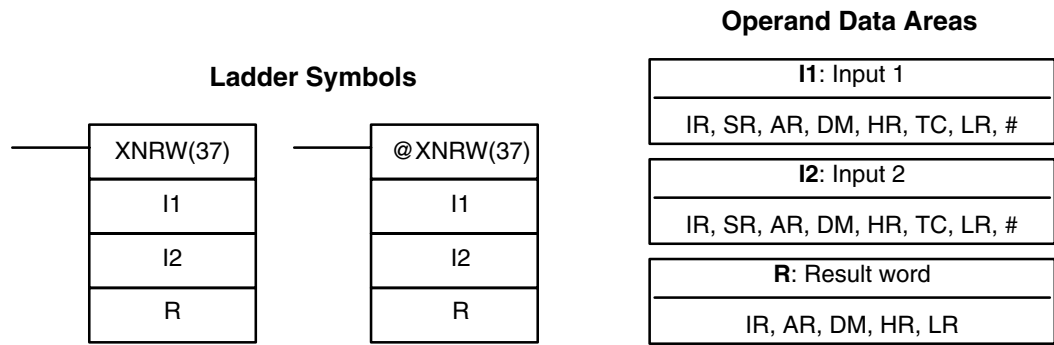 Ladder Symbols
XNRW(37)
I1
I2
R
@XNRW(37)
I1
I2
R
Operand Data Areas
I1: Input 1
IR, SR, AR, DM, HR, TC, LR, #
I2: Input 2
IR, SR, AR, DM, HR, TC, LR, #
R: Result word
IR, AR, DM, HR, LR